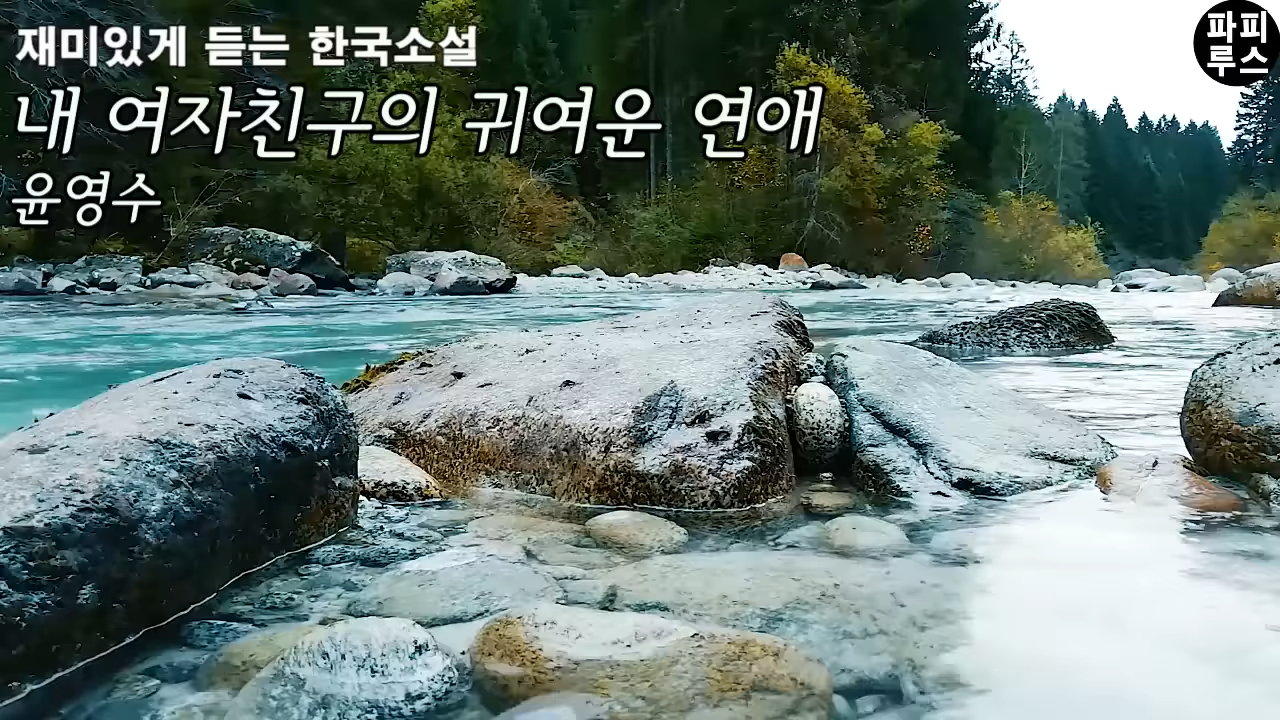 재미있게 듣는 한국소설
내 여자친구의 귀여운 연애
윤영수
파피
루스